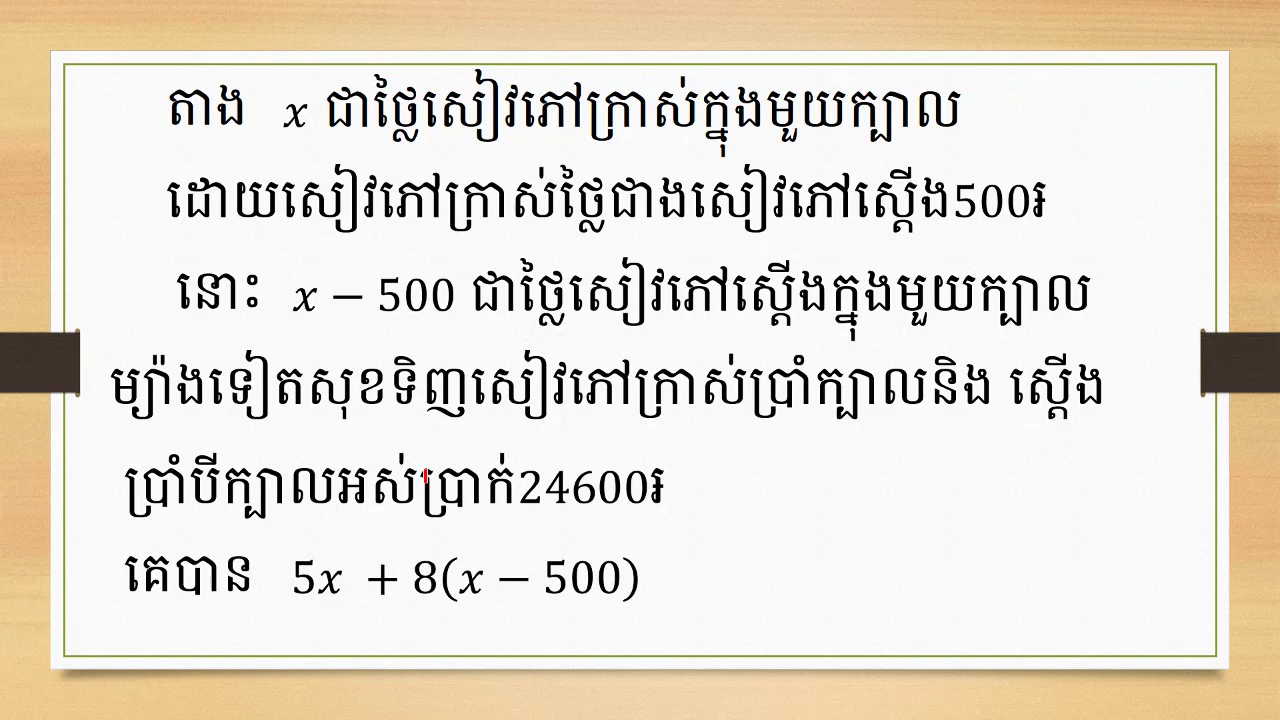 តាង x ជាថ្លៃសៀវភៅក្រាស់ក្នុងមួយក្បាល
ដោយសៀវភៅក្រាស់ថ្លៃជាងសៀវភៅស្តើង500៛
នោះ x − 500 ជាថ្លៃសៀវភៅស្តើងក្នុងមួយក្បាល
ម្យ៉ាងទៀតសុខទិញសៀវភៅក្រាស់ប្រាំក្បាលនិង ស្តើង
ប្រាំបីក្បាលអស់ប្រាក់24600៛
គេបាន 5x + 8(x − 500)